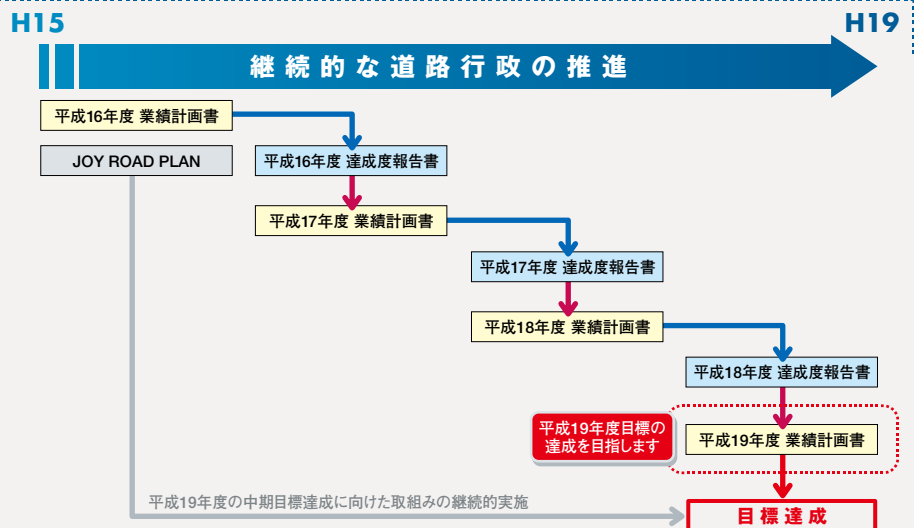 H15
H19
継続的な道路行政の推進
平成16年度 業績計画書
JOY ROAD PLAN
平成16年度 達成度報告書
平成17年度 業績計画書
平成17年度 達成度報告書
平成18年度 業績計画書
平成18年度 達成度報告書
平成19年度目標の
達成を目指します
平成19年度 業績計画書
平成19年度の中期目標達成に向けた取組みの継続的実施
目標達成